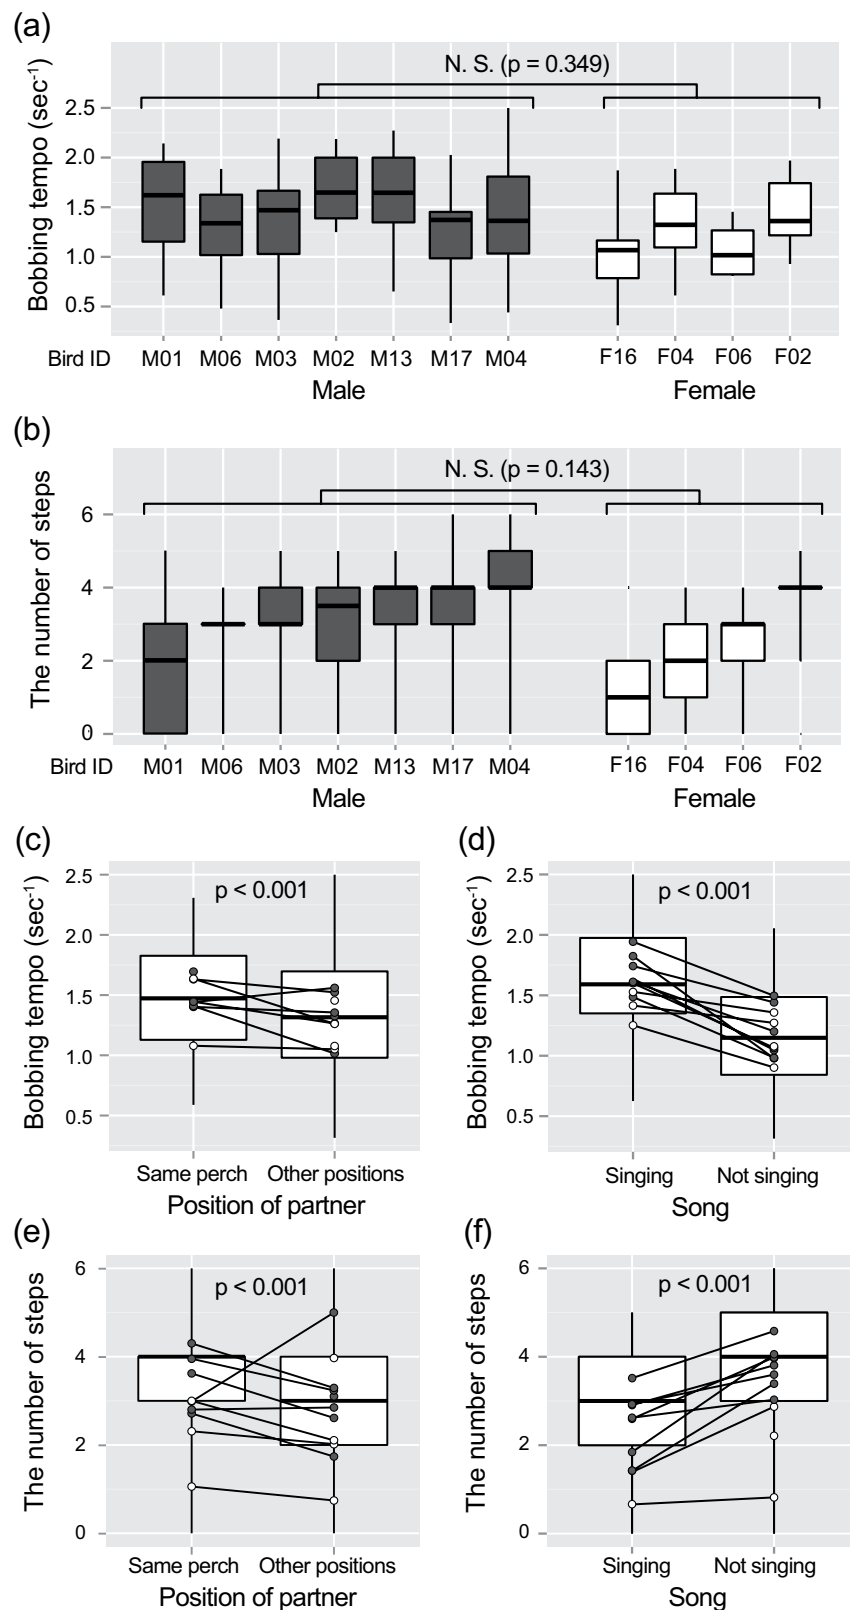 (a)
N. S. (p = 0.349)
Bobbing tempo (sec⁻¹)
2.5
2.0
1.5
1.0
0.5
Bird ID M01 M06 M03 M02 M13 M17 M04 F16 F04 F06 F02
Male Female
(b)
N. S. (p = 0.143)
The number of steps
6
4
2
0
Bird ID M01 M06 M03 M02 M13 M17 M04 F16 F04 F06 F02
Male Female
(c)
p < 0.001
Bobbing tempo (sec⁻¹)
2.5
2.0
1.5
1.0
0.5
Same perch Other positions
Position of partner
(d)
p < 0.001
Bobbing tempo (sec⁻¹)
2.5
2.0
1.5
1.0
0.5
Singing Not singing
Song
(e)
p < 0.001
The number of steps
6
4
2
0
Same perch Other positions
Position of partner
(f)
p < 0.001
The number of steps
6
4
2
0
Singing Not singing
Song